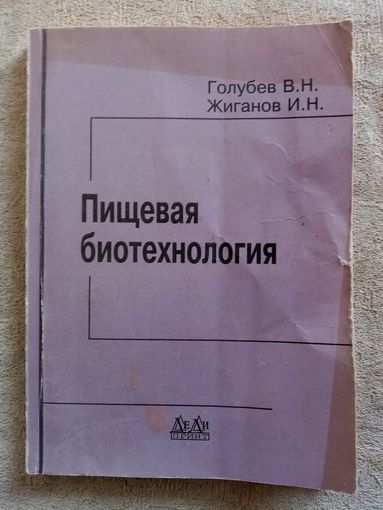 Голубев В.Н.
Жиганов И.Н.
Пищевая
биотехнология
ДеЛи
ПРИНТ